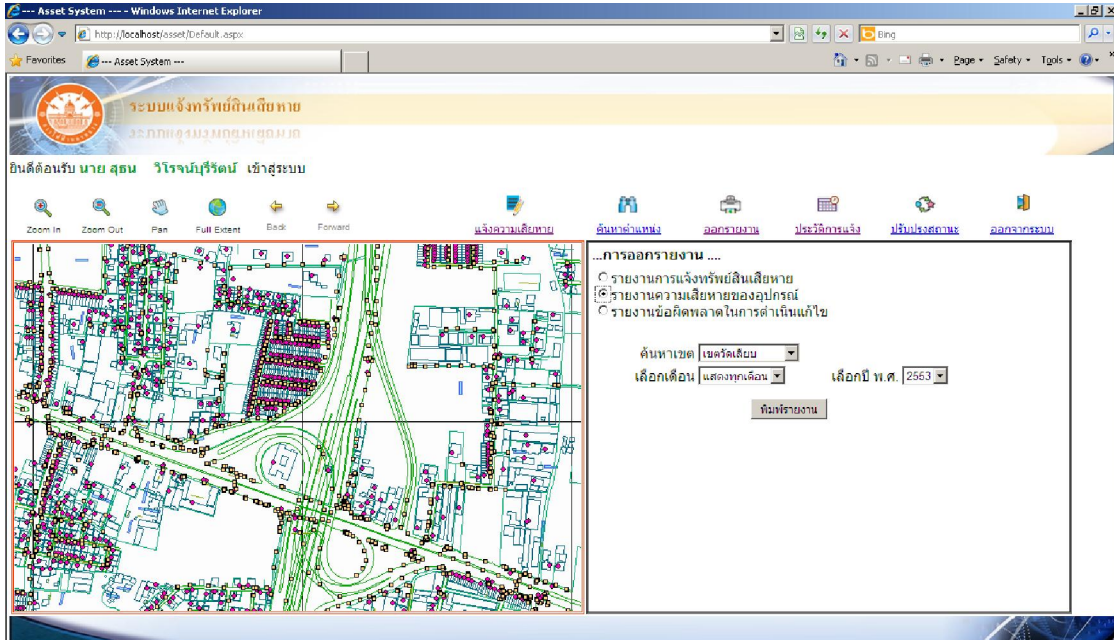 --- Asset System ---- - Windows Internet Explorer
http://localhost/asset/Default.aspx
Bing
Favorites
--- Asset System ---
Page
Safety
Tools
ระบบแจ้งทรัพย์สินเสียหาย
ยินดีต้อนรับ นาย สุธน วิโรจน์บุรีรัตน์ เข้าสู่ระบบ
Zoom In
Zoom Out
Pan
Full Extent
Back
Forward
แจ้งความเสียหาย
ค้นหาตำแหน่ง
ออกรายงาน
ประวัติการแจ้ง
ปรับปรุงสถานะ
ออกจากระบบ
...การออกรายงาน ....
รายงานการแจ้งทรัพย์สินเสียหาย
รายงานความเสียหายของอุปกรณ์
รายงานข้อผิดพลาดในการดำเนินแก้ไข
ค้นหาเขต เขตวัดเลียบ
เลือกเดือน แสดงทุกเดือน เลือกปี พ.ศ. 2553
พิมพ์รายงาน